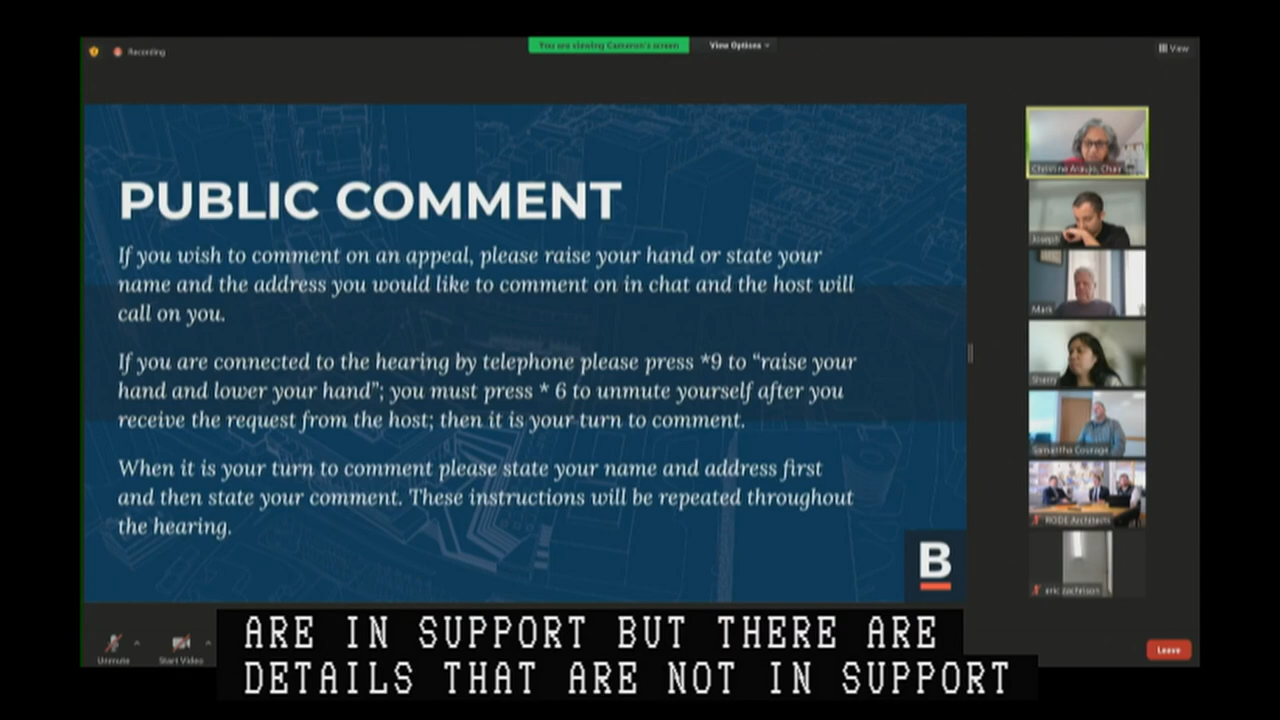 Recording
You are viewing Cameron's screen
View Options
View
PUBLIC COMMENT
If you wish to comment on an appeal, please raise your hand or state your
name and the address you would like to comment on in chat and the host will
call on you.
If you are connected to the hearing by telephone please press *9 to "raise your
hand and lower your hand"; you must press * 6 to unmute yourself after you
receive the request from the host; then it is your turn to comment.
When it is your turn to comment please state your name and address first
and then state your comment. These instructions will be repeated throughout
the hearing.
B
Christine Araujo, Chair
Joseph
Mark
Sherry
Samantha Courage
RODE Architects
eric zachrison
Unmute
Start Video
Leave
ARE IN SUPPORT BUT THERE ARE
DETAILS THAT ARE NOT IN SUPPORT